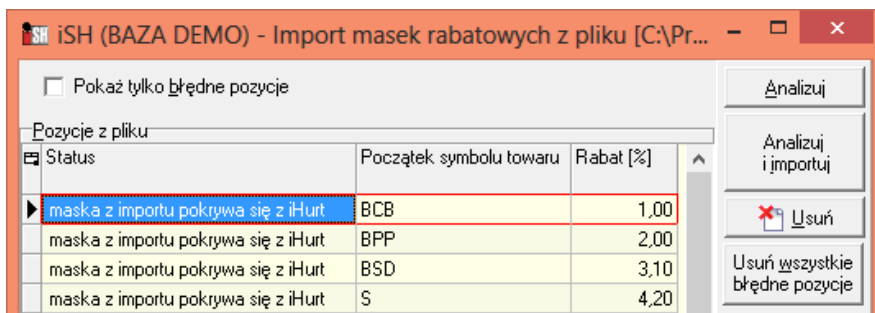 iSH iSH (BAZA DEMO) - Import masek rabatowych z pliku [C:\Pr...
Pokaż tylko błędne pozycje
Analizuj
Pozycje z pliku
Analizuj
i importuj
Status Początek symbolu towaru Rabat [%]
maska z importu pokrywa się z iHurt BCB 1,00
Usuń
maska z importu pokrywa się z iHurt BPP 2,00
maska z importu pokrywa się z iHurt BSD 3,10
Usuń wszystkie
błędne pozycje
maska z importu pokrywa się z iHurt S 4,20